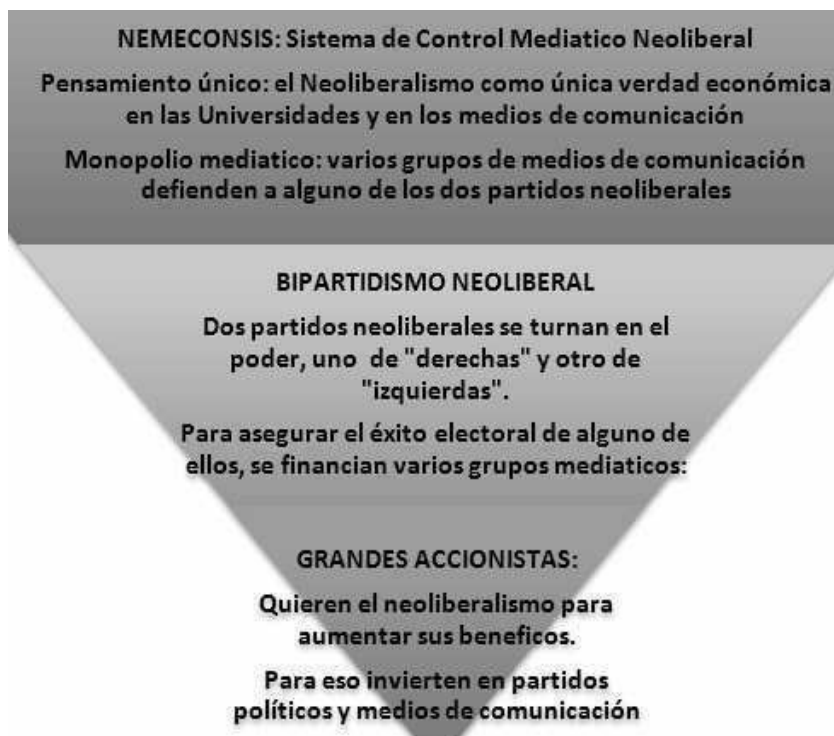 NEMECONSIS: Sistema de Control Mediatico Neoliberal
Pensamiento único: el Neoliberalismo como única verdad económica
en las Universidades y en los medios de comunicación
Monopolio mediatico: varios grupos de medios de comunicación
defienden a alguno de los dos partidos neoliberales
BIPARTIDISMO NEOLIBERAL
Dos partidos neoliberales se turnan en el
poder, uno de "derechas" y otro de
"izquierdas".
Para asegurar el éxito electoral de alguno de
ellos, se financian varios grupos mediaticos:
GRANDES ACCIONISTAS:
Quieren el neoliberalismo para
aumentar sus beneficos.
Para eso invierten en partidos
políticos y medios de comunicación